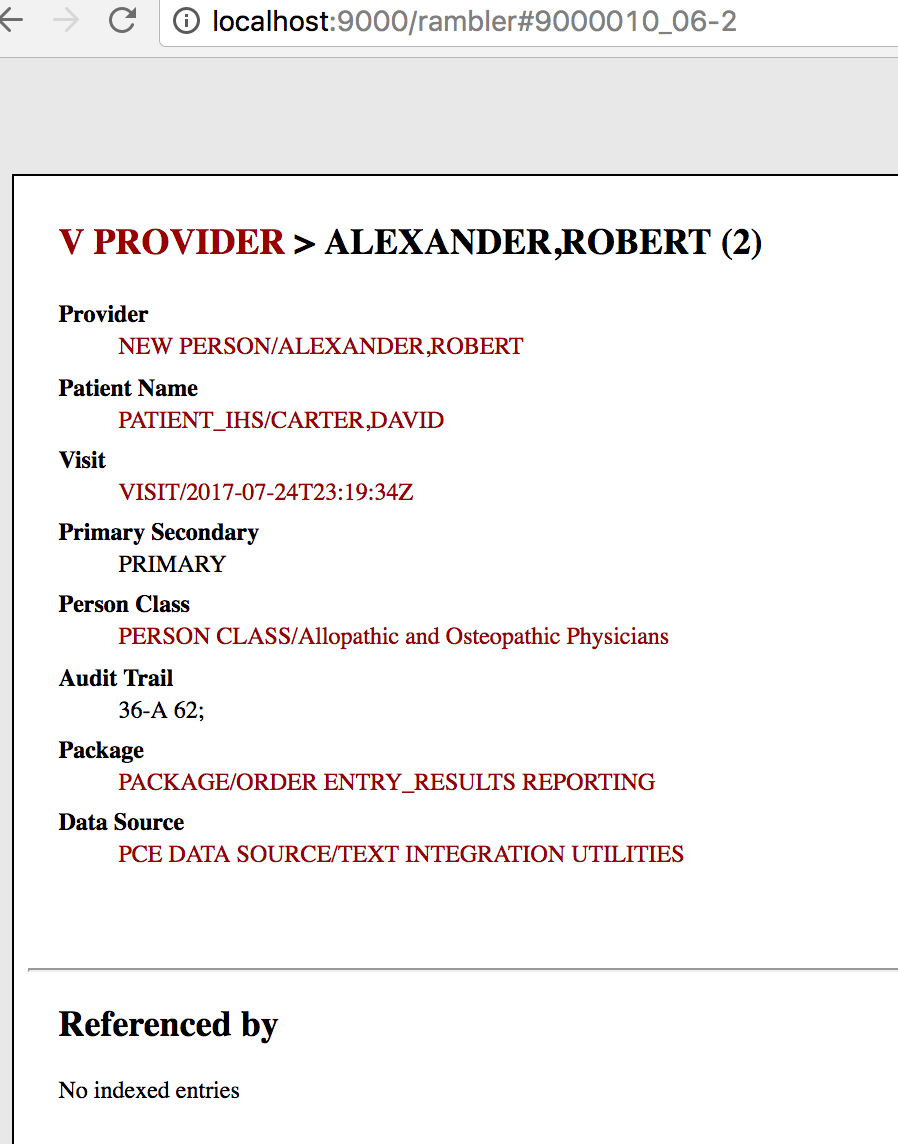 localhost:9000/rambler#9000010_06-2
V PROVIDER > ALEXANDER,ROBERT (2)
Provider
NEW PERSON/ALEXANDER,ROBERT
Patient Name
PATIENT_IHS/CARTER,DAVID
Visit
VISIT/2017-07-24T23:19:34Z
Primary Secondary
PRIMARY
Person Class
PERSON CLASS/Allopathic and Osteopathic Physicians
Audit Trail
36-A 62;
Package
PACKAGE/ORDER ENTRY_RESULTS REPORTING
Data Source
PCE DATA SOURCE/TEXT INTEGRATION UTILITIES
Referenced by
No indexed entries